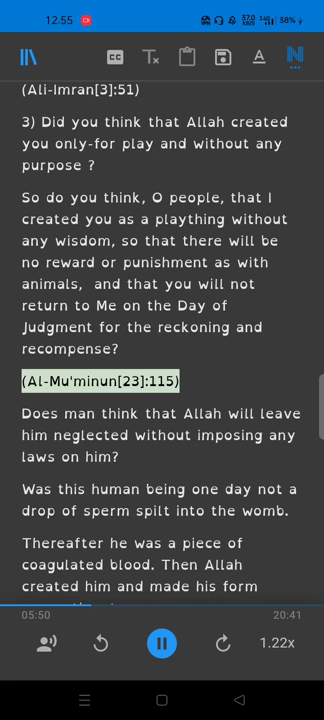 12.55
57.0
KB/S
38%
CC
(Ali-Imran[3]:51)
3) Did you think that Allah created
you only-for play and without any
purpose ?
So do you think, O people, that I
created you as a plaything without
any wisdom, so that there will be
no reward or punishment as with
animals,  and that you will not
return to Me on the Day of
Judgment for the reckoning and
recompense?
(Al-Mu'minun[23]:115)
Does man think that Allah will leave
him neglected without imposing any
laws on him?
Was this human being one day not a
drop of sperm spilt into the womb.
Thereafter he was a piece of
coagulated blood. Then Allah
created him and made his form
05:50
20:41
1.22x